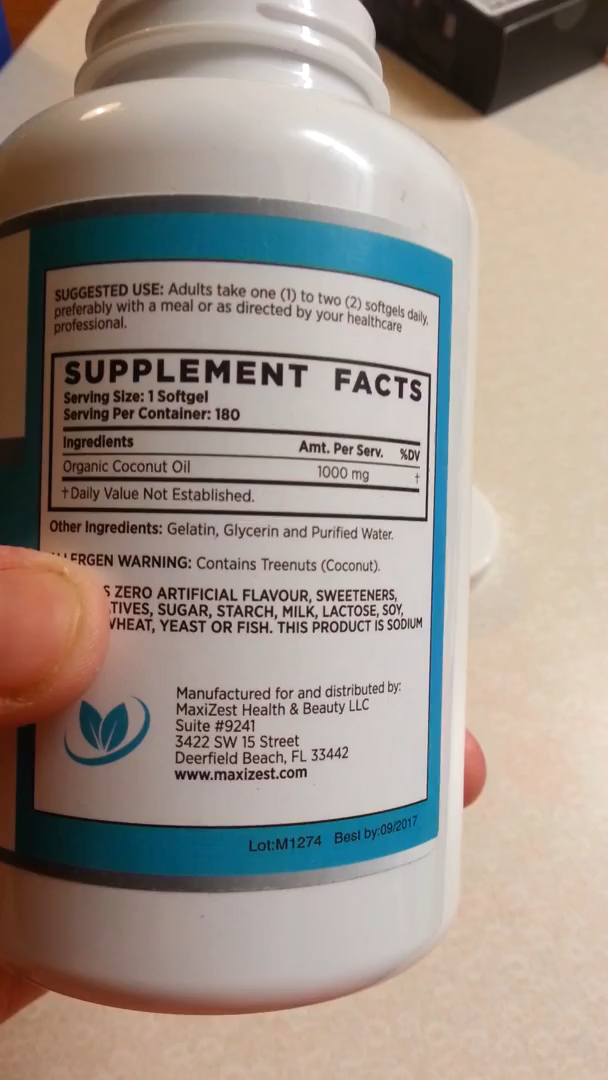 SUGGESTED USE: Adults take one (1) to two (2) softgels daily,
preferably with a meal or as directed by your healthcare
professional.
SUPPLEMENT FACTS
Serving Size: 1 Softgel
Serving Per Container: 180
Ingredients Amt. Per Serv. %DV
Organic Coconut Oil 1000 mg †
†Daily Value Not Established.
Other Ingredients: Gelatin, Glycerin and Purified Water.
WARNING: Contains Treenuts (Coconut).
ZERO ARTIFICIAL FLAVOUR, SWEETENERS,
SUGAR, STARCH, MILK, LACTOSE, SOY,
WHEAT, YEAST OR FISH. THIS PRODUCT IS SODIUM
Manufactured for and distributed by:
MaxiZest Health & Beauty LLC
Suite #9241
3422 SW 15 Street
Deerfield Beach, FL 33442
www.maxizest.com
Lot:M1274 Best by:09/2017